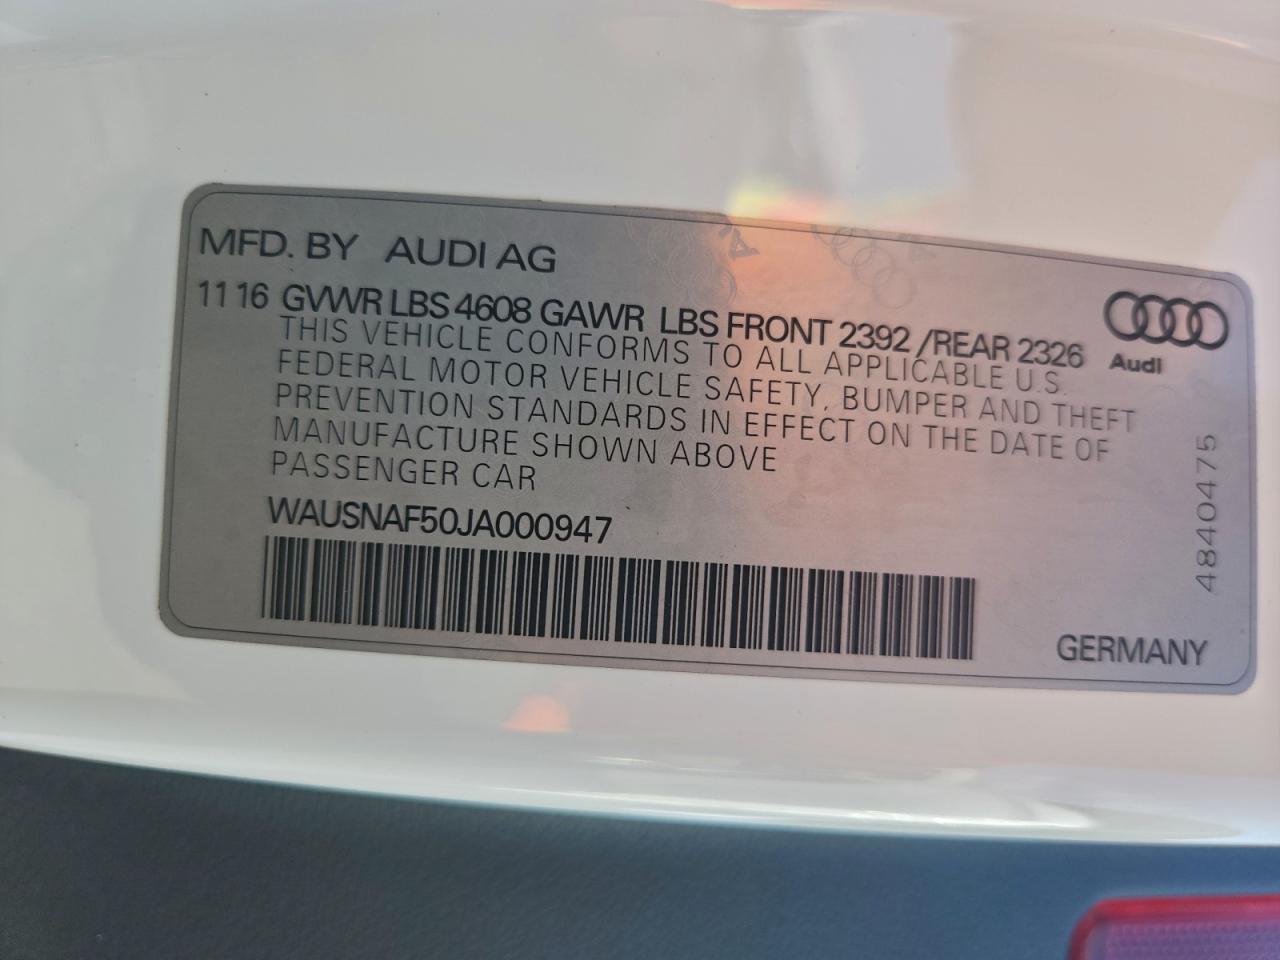 MFD. BY AUDI AG
11 16 GVWR LBS 4608 GAWR LBS FRONT 2392 /REAR 2326
THIS VEHICLE CONFORMS TO ALL APPLICABLE U.S.
FEDERAL MOTOR VEHICLE SAFETY, BUMPER AND THEFT
PREVENTION STANDARDS IN EFFECT ON THE DATE OF
MANUFACTURE SHOWN ABOVE
PASSENGER CAR
WAUSNAF50JA000947
Audi
4840475
GERMANY